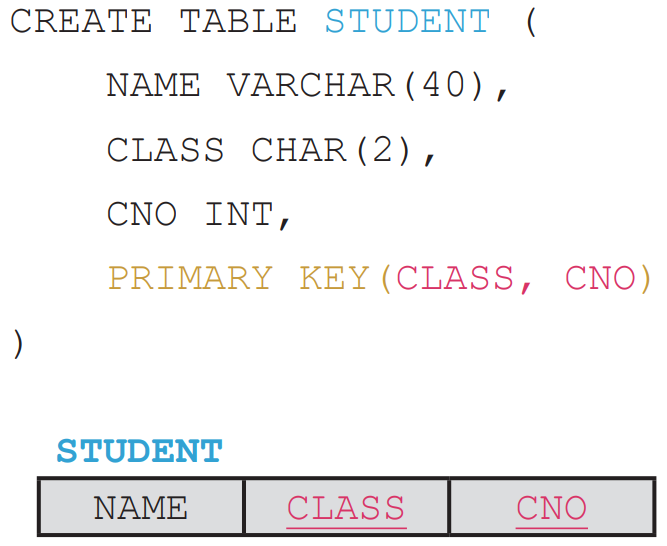 CREATE TABLE STUDENT (
NAME VARCHAR(40),
CLASS CHAR(2),
CNO INT,
PRIMARY KEY(CLASS, CNO)
)
STUDENT
NAME CLASS CNO